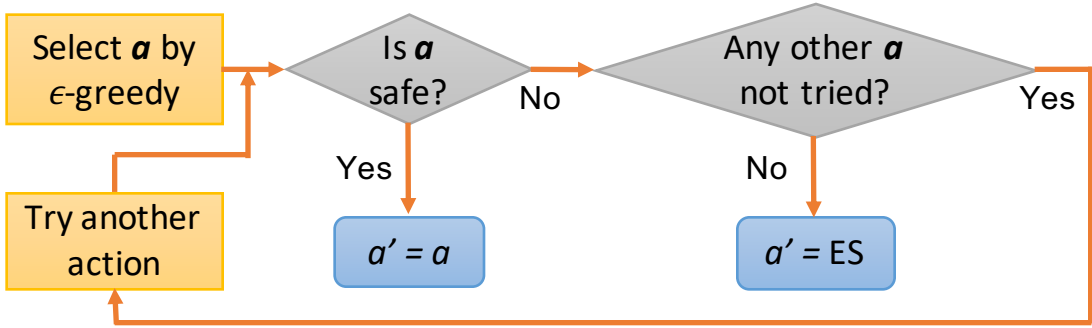 Select a by
ϵ-greedy
Is a
safe?
No
Any other a
not tried?
Yes
Yes
No
Try another
action
a′ = a
a′ = ES